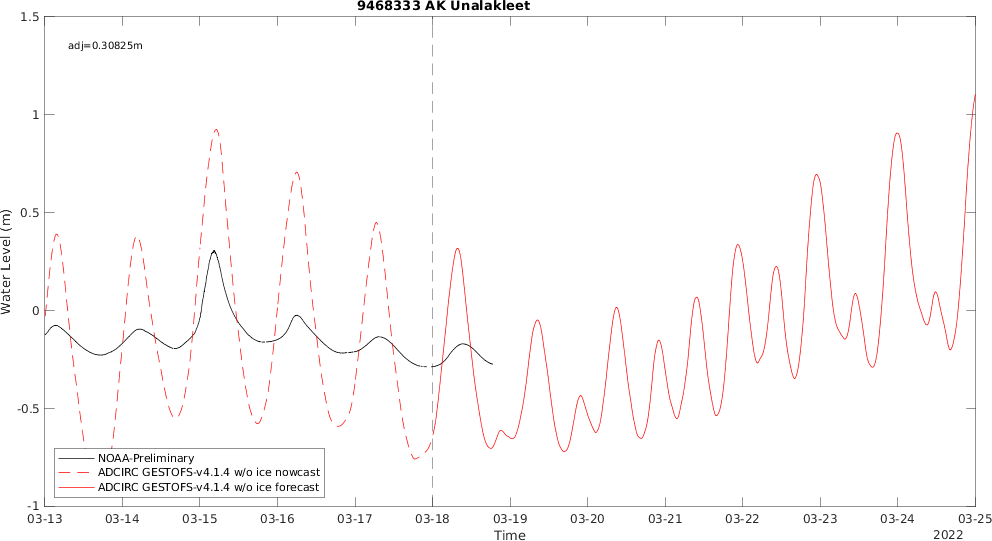 9468333 AK Unalakleet
adj=0.30825m
1.5
1
0.5
0
-0.5
-1
Water Level (m)
NOAA-Preliminary
ADCIRC GESTOFS-v4.1.4 w/o ice nowcast
ADCIRC GESTOFS-v4.1.4 w/o ice forecast
03-13 03-14 03-15 03-16 03-17 03-18 03-19 03-20 03-21 03-22 03-23 03-24 03-25
Time
2022